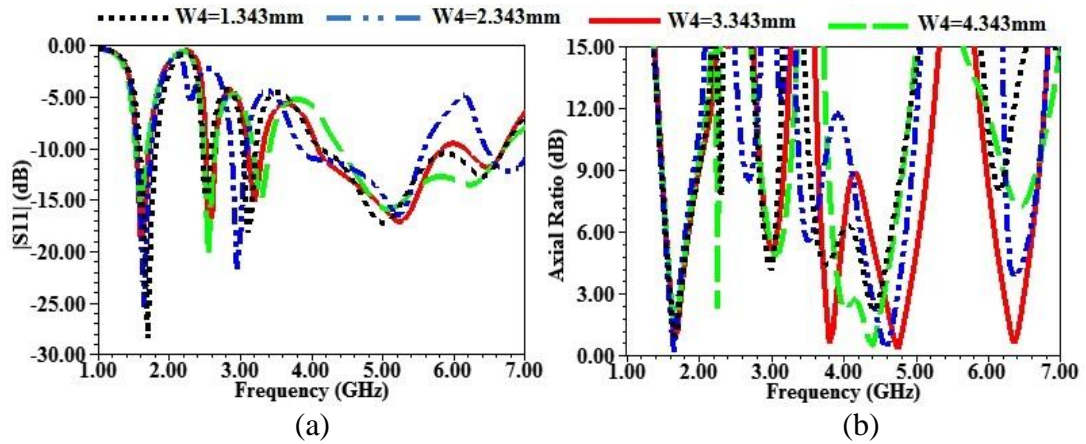 W4=1.343mm W4=2.343mm W4=3.343mm W4=4.343mm
0.00
-5.00
-10.00
-15.00
-20.00
-25.00
-30.00
|S11| (dB)
1.00 2.00 3.00 4.00 5.00 6.00 7.00
Frequency (GHz)
(a)
15.00
12.00
9.00
6.00
3.00
0.00
Axial Ratio (dB)
1.00 2.00 3.00 4.00 5.00 6.00 7.00
Frequency (GHz)
(b)